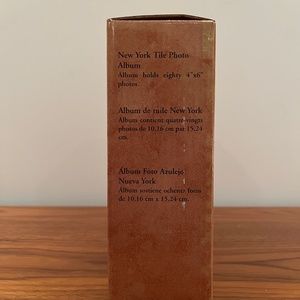 New York Tile Photo
Album
Album holds eighty 4"x6"
photos.
Album de tuile New York
Album contient quatre-vingts
photos de 10,16 cm par 15,24
cm.
Álbum Foto Azulejo
Nueva York
Álbum sostiene ochenta fotos
de 10,16 cm x 15,24 cm.